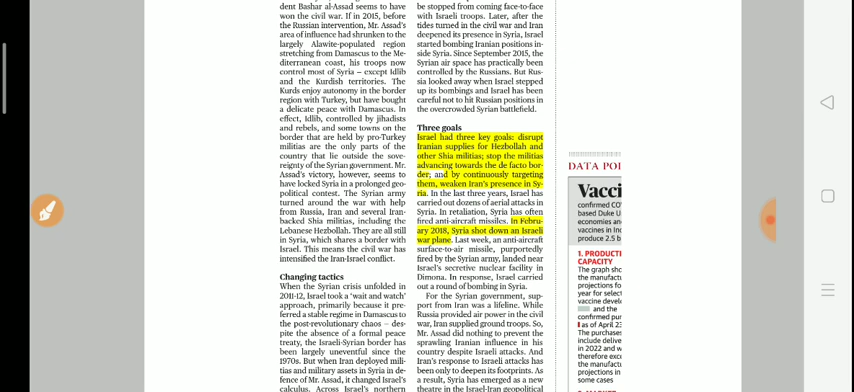 dent Bashar al-Assad seems to have
won the civil war. If in 2015, before
the Russian intervention, Mr. Assad's
area of influence had shrunken to the
largely Alawite-populated region
stretching from Damascus to the Me-
diterranean coast, his troops now
control most of Syria — except Idlib
and the Kurdish territories. The
Kurds enjoy autonomy in the border
region with Turkey, but have bought
a delicate peace with Damascus. In
effect, Idlib, controlled by jihadists
and rebels, and some towns on the
border that are held by pro-Turkey
militias are the only parts of the
country that lie outside the sove-
reignty of the Syrian government. Mr.
Assad's victory, however, seems to
have locked Syria in a prolonged geo-
political contest. The Syrian army
turned around the war with help
from Russia, Iran and several Iran-
backed Shia militias, including the
Lebanese Hezbollah. They are all still
in Syria, which shares a border with
Israel. This means the civil war has
intensified the Iran-Israel conflict.
Changing tactics
When the Syrian crisis unfolded in
2011-12, Israel took a 'wait and watch'
approach, primarily because it pre-
ferred a stable regime in Damascus to
the post-revolutionary chaos — des-
pite the absence of a formal peace
treaty, the Israeli-Syrian border has
been largely uneventful since the
1970s. But when Iran deployed mili-
tias and military assets in Syria in de-
fence of Mr. Assad, it changed Israel's
calculus. Across Israel's northern
be stopped from coming face-to-face
with Israeli troops. Later, after the
tides turned in the civil war and Iran
deepened its presence in Syria, Israel
started bombing Iranian positions in-
side Syria. Since September 2015, the
Syrian air space has practically been
controlled by the Russians. But Rus-
sia looked away when Israel stepped
up its bombings and Israel has been
careful not to hit Russian positions in
the overcrowded Syrian battlefield.
Three goals
Israel had three key goals: disrupt
Iranian supplies for Hezbollah and
other Shia militias; stop the militias
advancing towards the de facto bor-
der; and by continuously targeting
them, weaken Iran's presence in Sy-
ria. In the last three years, Israel has
carried out dozens of aerial attacks in
Syria. In retaliation, Syria has often
fired anti-aircraft missiles. In Febru-
ary 2018, Syria shot down an Israeli
war plane. Last week, an anti-aircraft
surface-to-air missile, purportedly
fired by the Syrian army, landed near
Israel's secretive nuclear facility in
Dimona. In response, Israel carried
out a round of bombing in Syria.
For the Syrian government, sup-
port from Iran was a lifeline. While
Russia provided air power in the civil
war, Iran supplied ground troops. So,
Mr. Assad did nothing to prevent the
sprawling Iranian influence in his
country despite Israeli attacks. And
Iran's response to Israeli attacks has
been only to deepen its footprints. As
a result, Syria has emerged as a new
theatre in the Israel-Iran geopolitical
DATA POI
Vacci
confirmed CO
based Duke U
economies and
vaccines in In
produce 2.5 b
1. PRODUCTI
CAPACITY
The graph sho
the manufactu
projections fo
year for select
vaccine develo
and the
confirmed pur
as of April 23
The purchases
include delive
in 2022 and w
therefore exce
the manufactu
projections in
some cases